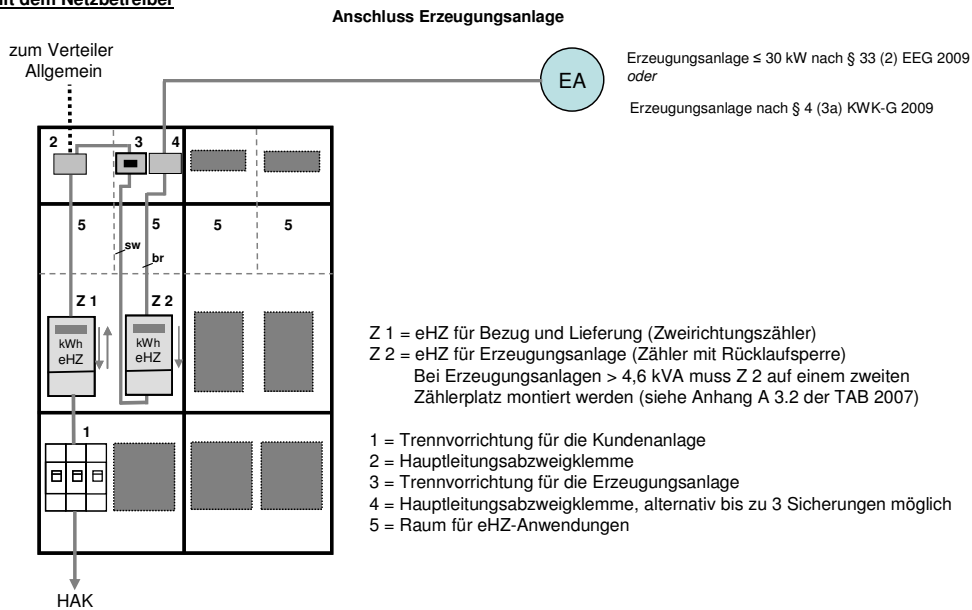 mit dem Netzbetreiber
Anschluss Erzeugungsanlage
zum Verteiler
Allgemein
EA
Erzeugungsanlage ≤ 30 kW nach § 33 (2) EEG 2009
oder
Erzeugungsanlage nach § 4 (3a) KWK-G 2009
2
3
4
5
5
5
5
sw
br
Z 1
Z 2
kWh
eHZ
kWh
eHZ
Z 1 = eHZ für Bezug und Lieferung (Zweirichtungszähler)
Z 2 = eHZ für Erzeugungsanlage (Zähler mit Rücklaufsperre)
Bei Erzeugungsanlagen > 4,6 kVA muss Z 2 auf einem zweiten
Zählerplatz montiert werden (siehe Anhang A 3.2 der TAB 2007)
1
1 = Trennvorrichtung für die Kundenanlage
2 = Hauptleitungsabzweigklemme
3 = Trennvorrichtung für die Erzeugungsanlage
4 = Hauptleitungsabzweigklemme, alternativ bis zu 3 Sicherungen möglich
5 = Raum für eHZ-Anwendungen
HAK